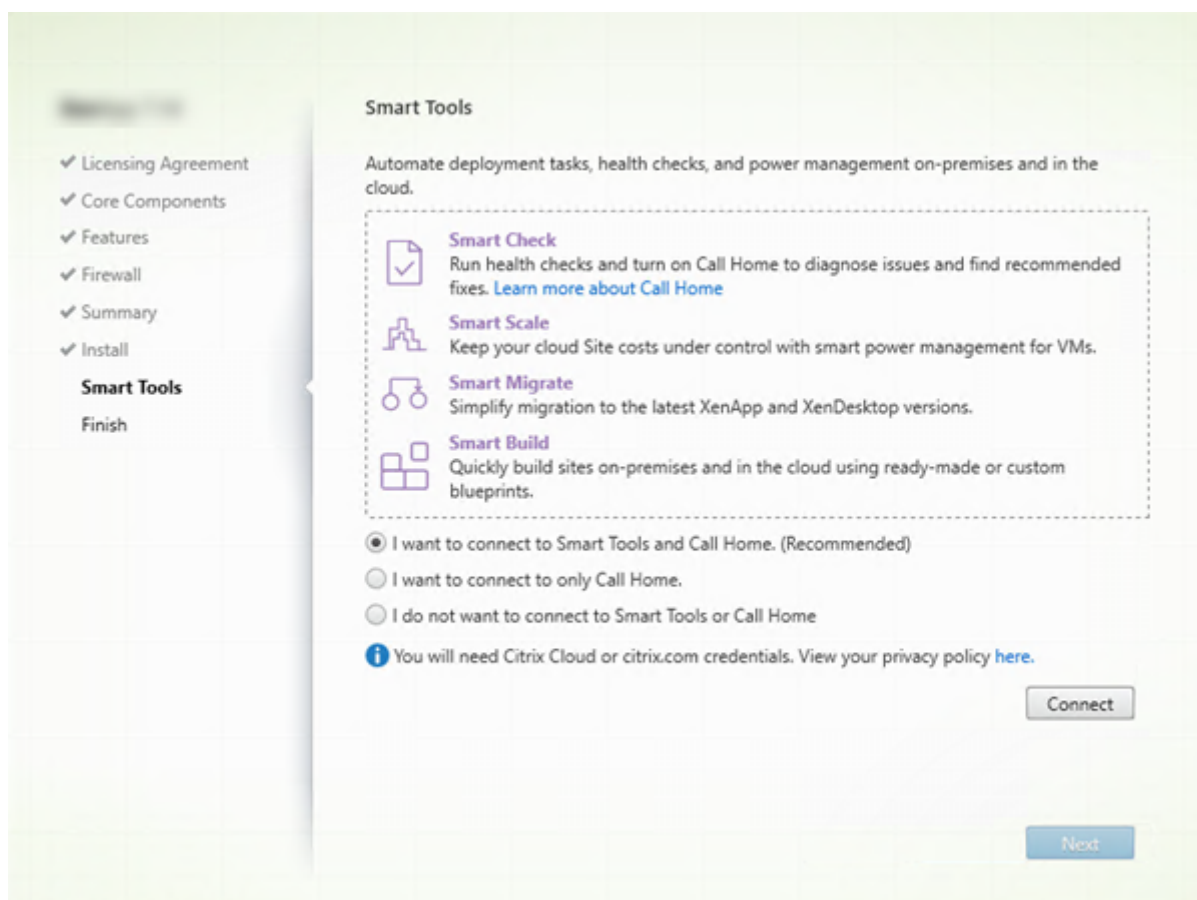 Smart Tools
✔ Licensing Agreement
✔ Core Components
✔ Features
✔ Firewall
✔ Summary
✔ Install
Smart Tools
Finish
Automate deployment tasks, health checks, and power management on-premises and in the
cloud.
Smart Check
Run health checks and turn on Call Home to diagnose issues and find recommended
fixes. Learn more about Call Home
Smart Scale
Keep your cloud Site costs under control with smart power management for VMs.
Smart Migrate
Simplify migration to the latest XenApp and XenDesktop versions.
Smart Build
Quickly build sites on-premises and in the cloud using ready-made or custom
blueprints.
I want to connect to Smart Tools and Call Home. (Recommended)
I want to connect to only Call Home.
I do not want to connect to Smart Tools or Call Home
You will need Citrix Cloud or citrix.com credentials. View your privacy policy here.
Connect
Next